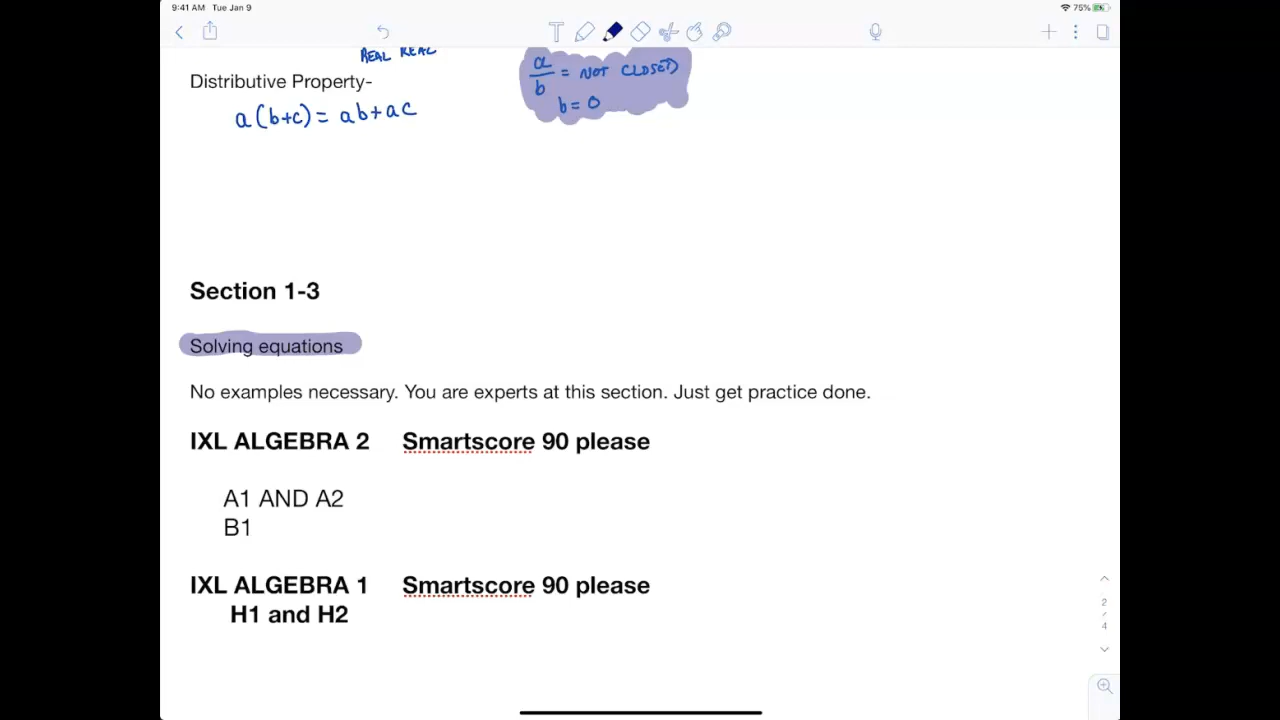 9:41 AM Tue Jan 9
75%
REAL REAL
Distributive Property-
a(b+c)= ab+ac
a/b = NOT CLOSED
b=0
Section 1-3
Solving equations
No examples necessary. You are experts at this section. Just get practice done.
IXL ALGEBRA 2 Smartscore 90 please
A1 AND A2
B1
IXL ALGEBRA 1 Smartscore 90 please
H1 and H2
2
/
4